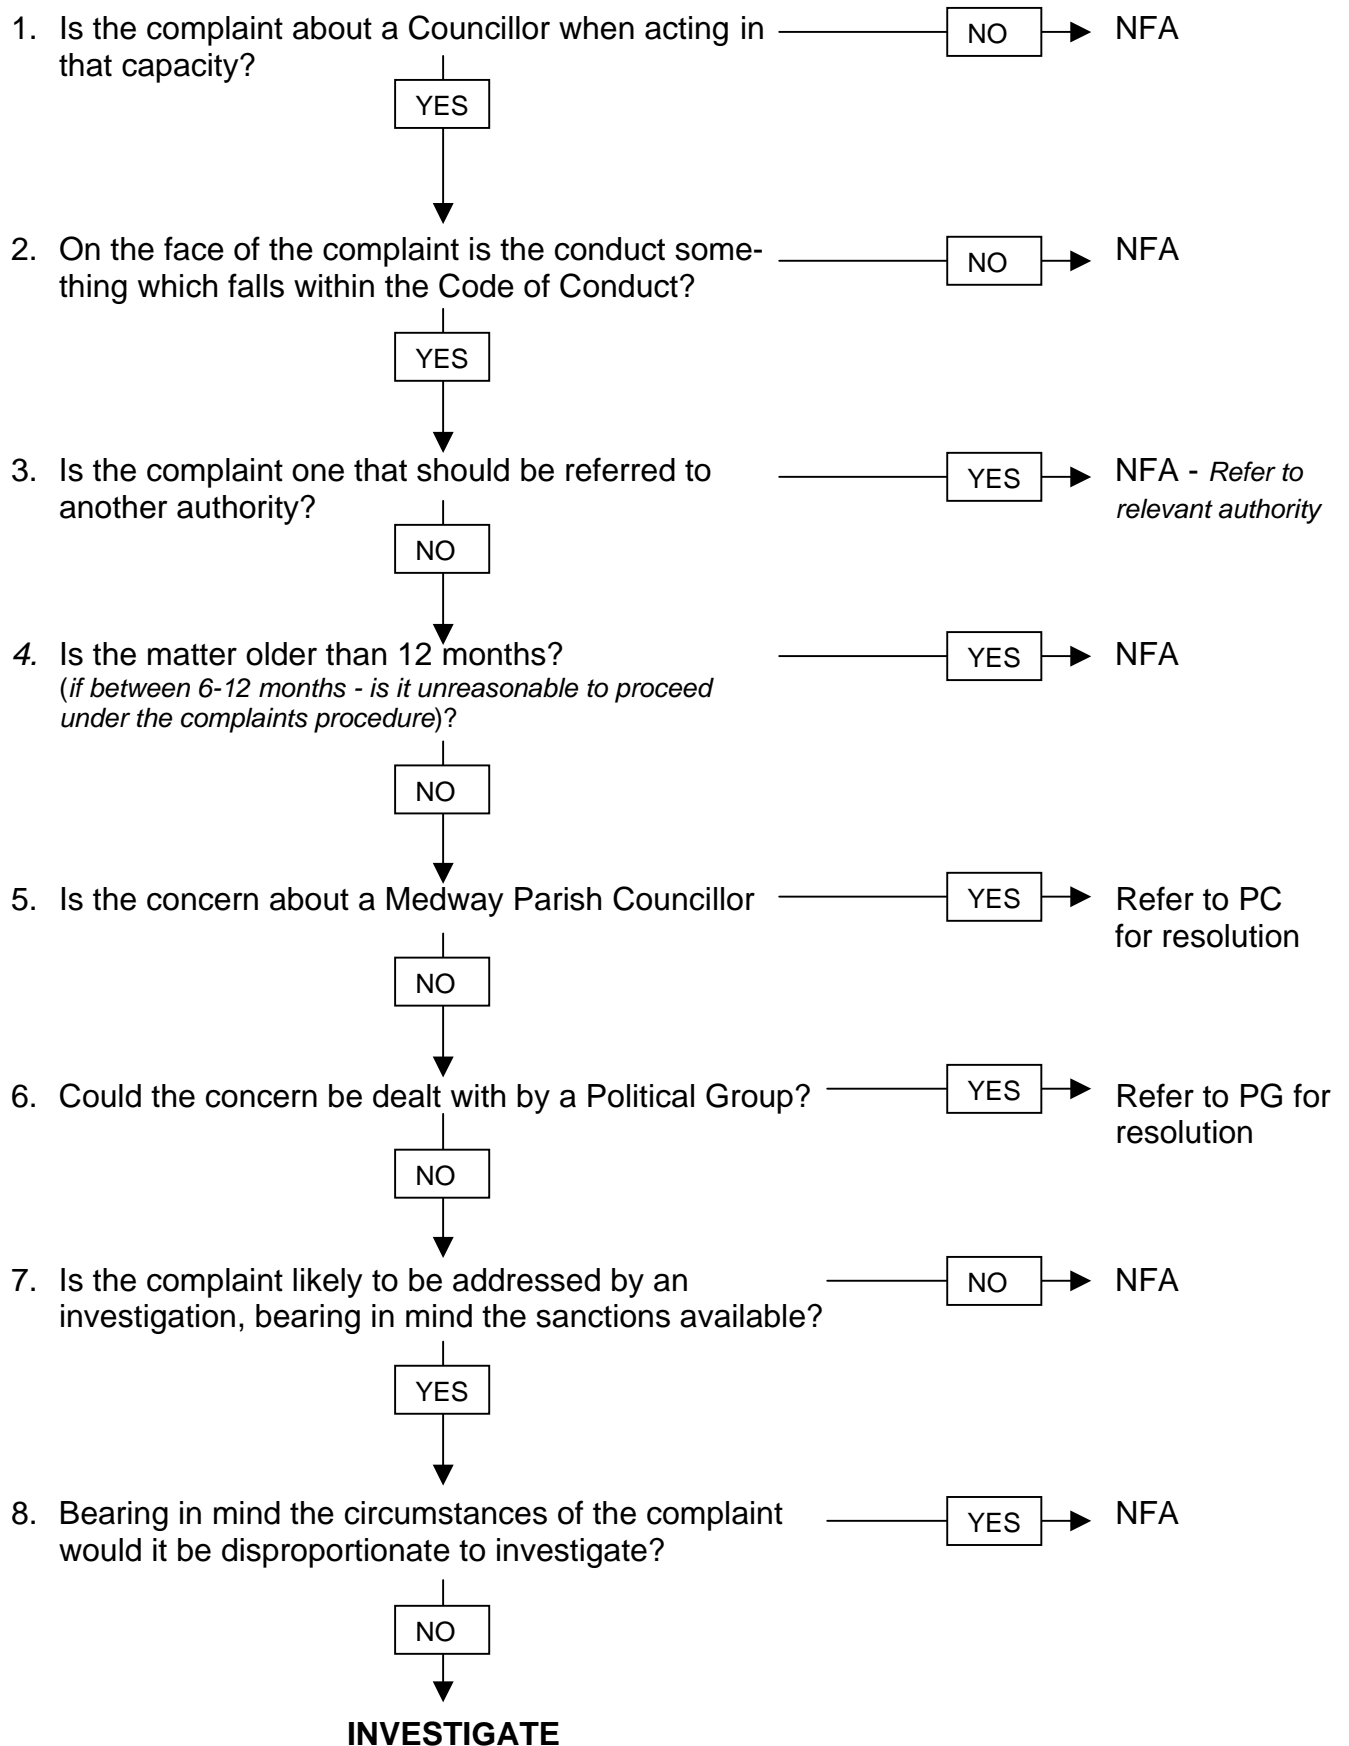 1. Is the complaint about a Councillor when acting in
that capacity?
NO
NFA
YES
2. On the face of the complaint is the conduct some-
thing which falls within the Code of Conduct?
NO
NFA
YES
3. Is the complaint one that should be referred to
another authority?
YES
NFA - Refer to
relevant authority
NO
4. Is the matter older than 12 months?
(if between 6-12 months - is it unreasonable to proceed
under the complaints procedure)?
YES
NFA
NO
5. Is the concern about a Medway Parish Councillor
YES
Refer to PC
for resolution
NO
6. Could the concern be dealt with by a Political Group?
YES
Refer to PG for
resolution
NO
7. Is the complaint likely to be addressed by an
investigation, bearing in mind the sanctions available?
NO
NFA
YES
8. Bearing in mind the circumstances of the complaint
would it be disproportionate to investigate?
YES
NFA
NO
INVESTIGATE